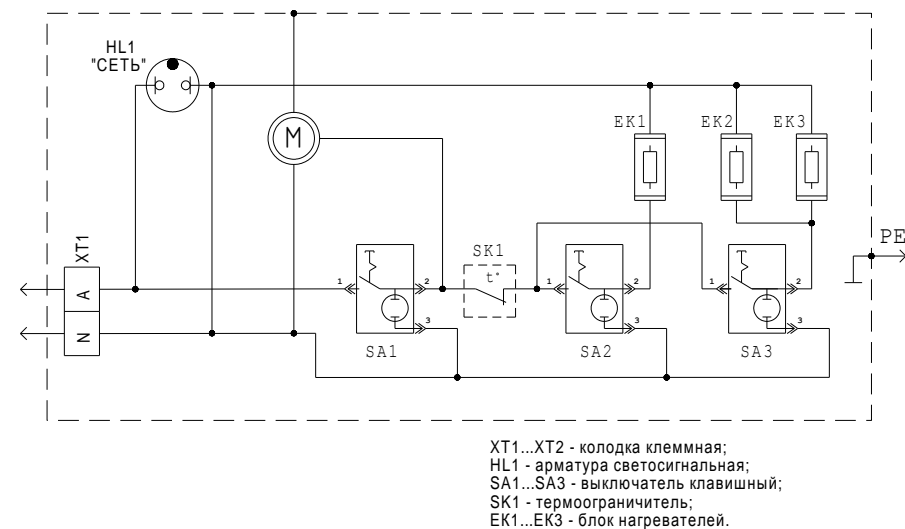 HL1
"СЕТЬ"
M
EK1
EK2
EK3
XT1
A
N
SK1
t°
PE
1
2
3
1
2
3
1
2
3
SA1
SA2
SA3
XT1...XT2 - колодка клеммная;
HL1 - арматура светосигнальная;
SA1...SA3 - выключатель клавишный;
SK1 - термоограничитель;
EK1...EK3 - блок нагревателей.